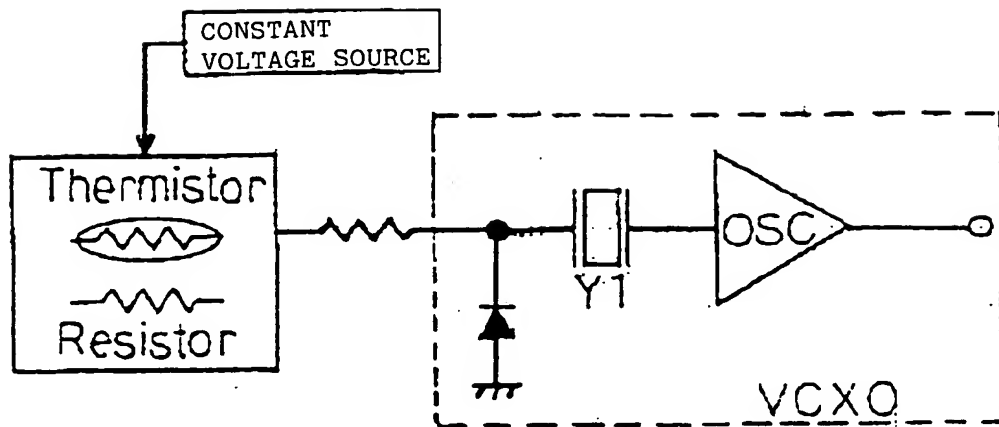 CONSTANT
VOLTAGE SOURCE
Thermistor
Resistor
Y1
OSC
VCXO